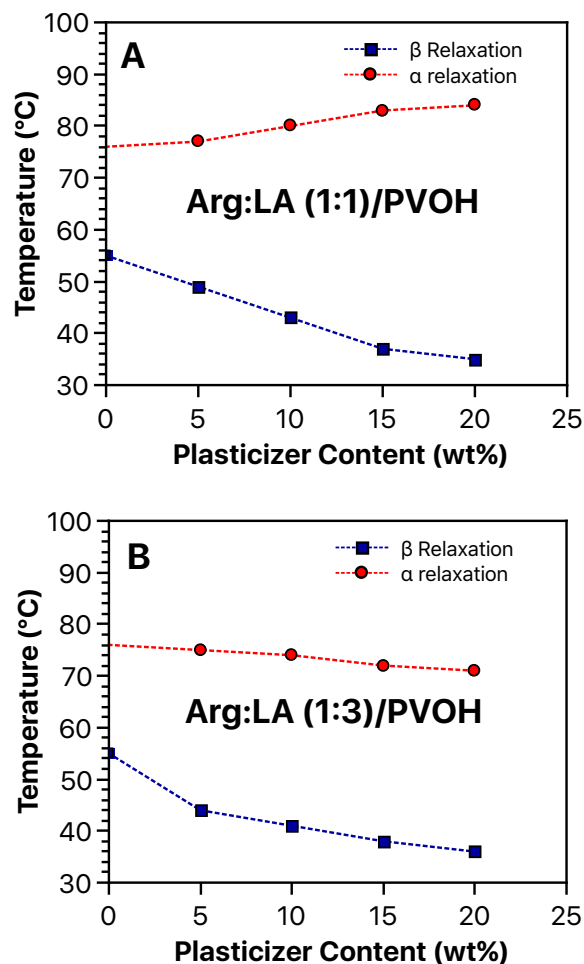 A
β Relaxation
α relaxation
Arg:LA (1:1)/PVOH
Temperature (°C)
100
90
80
70
60
50
40
30
0
5
10
15
20
25
Plasticizer Content (wt%)
B
β Relaxation
α relaxation
Arg:LA (1:3)/PVOH
Temperature (°C)
100
90
80
70
60
50
40
30
0
5
10
15
20
25
Plasticizer Content (wt%)